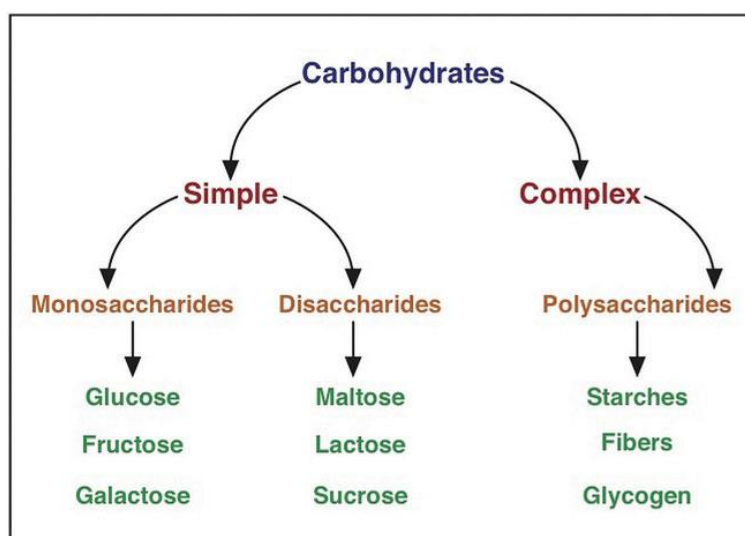 Carbohydrates
Simple
Complex
Monosaccharides
Disaccharides
Polysaccharides
Glucose
Maltose
Starches
Fructose
Lactose
Fibers
Galactose
Sucrose
Glycogen